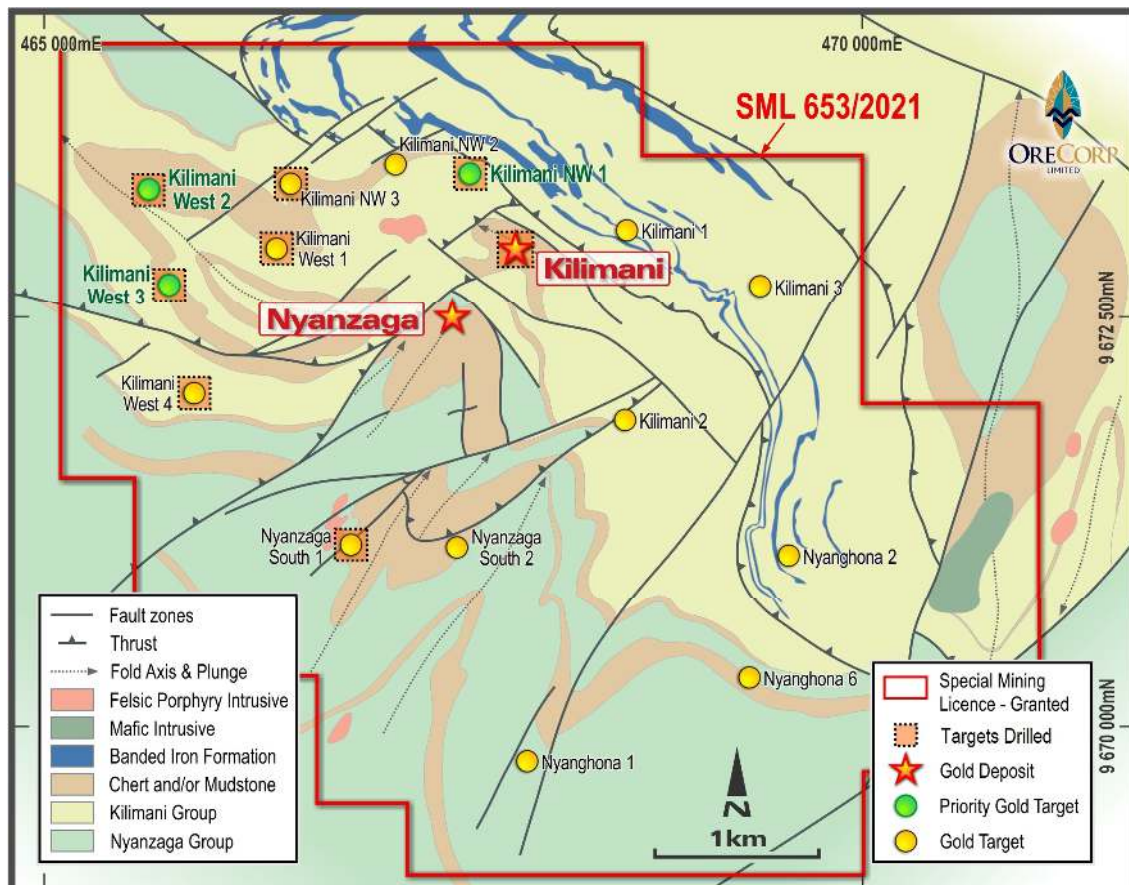 465 000mE
470 000mE
SML 653/2021
ORECORP
LIMITED
Kilimani NW 2
Kilimani
West 2
Kilimani NW 3
Kilimani NW 1
Kilimani
West 1
Kilimani 1
Kilimani
Kilimani
West 3
Kilimani 3
Nyanzaga
9 672 500mN
Kilimani
West 4
Kilimani 2
Nyanzaga
South 1
Nyanzaga
South 2
Nyanghona 2
Nyanghona 6
Nyanghona 1
9 670 000mN
Fault zones
Thrust
Fold Axis & Plunge
Felsic Porphyry Intrusive
Mafic Intrusive
Banded Iron Formation
Chert and/or Mudstone
Kilimani Group
Nyanzaga Group
N
1km
Special Mining
Licence - Granted
Targets Drilled
Gold Deposit
Priority Gold Target
Gold Target